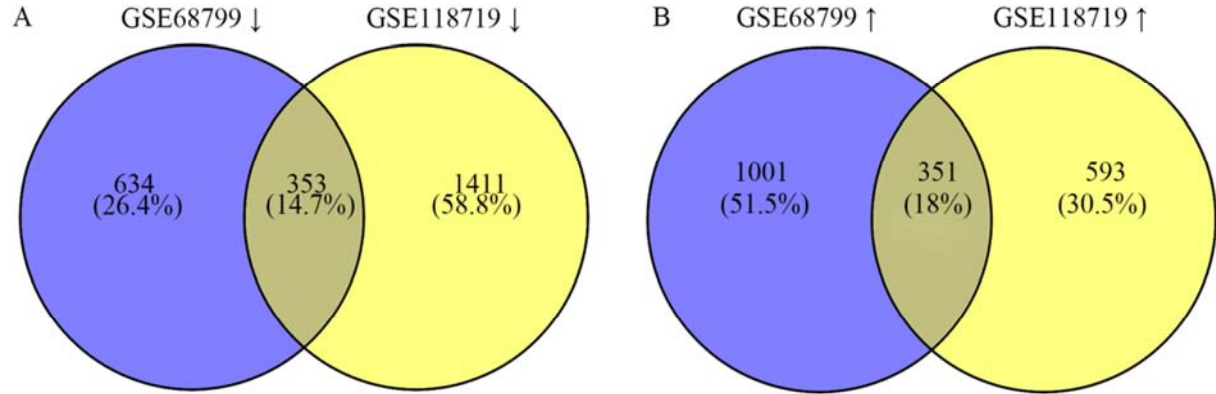 A
GSE68799 ↓
GSE118719 ↓
634
(26.4%)
353
(14.7%)
1411
(58.8%)
B
GSE68799 ↑
GSE118719 ↑
1001
(51.5%)
351
(18%)
593
(30.5%)